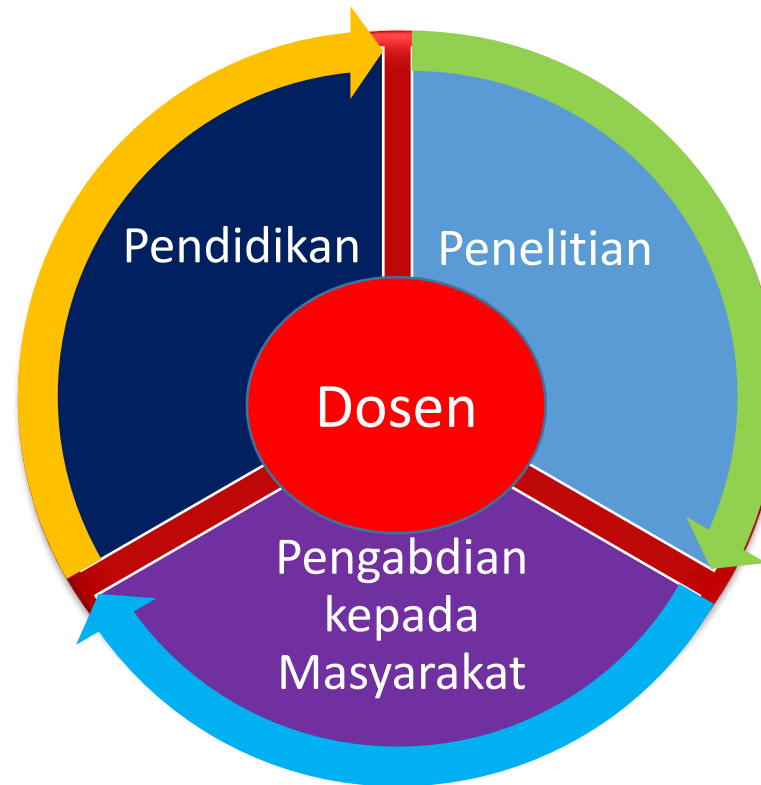 Pendidikan
Penelitian
Dosen
Pengabdian
kepada
Masyarakat